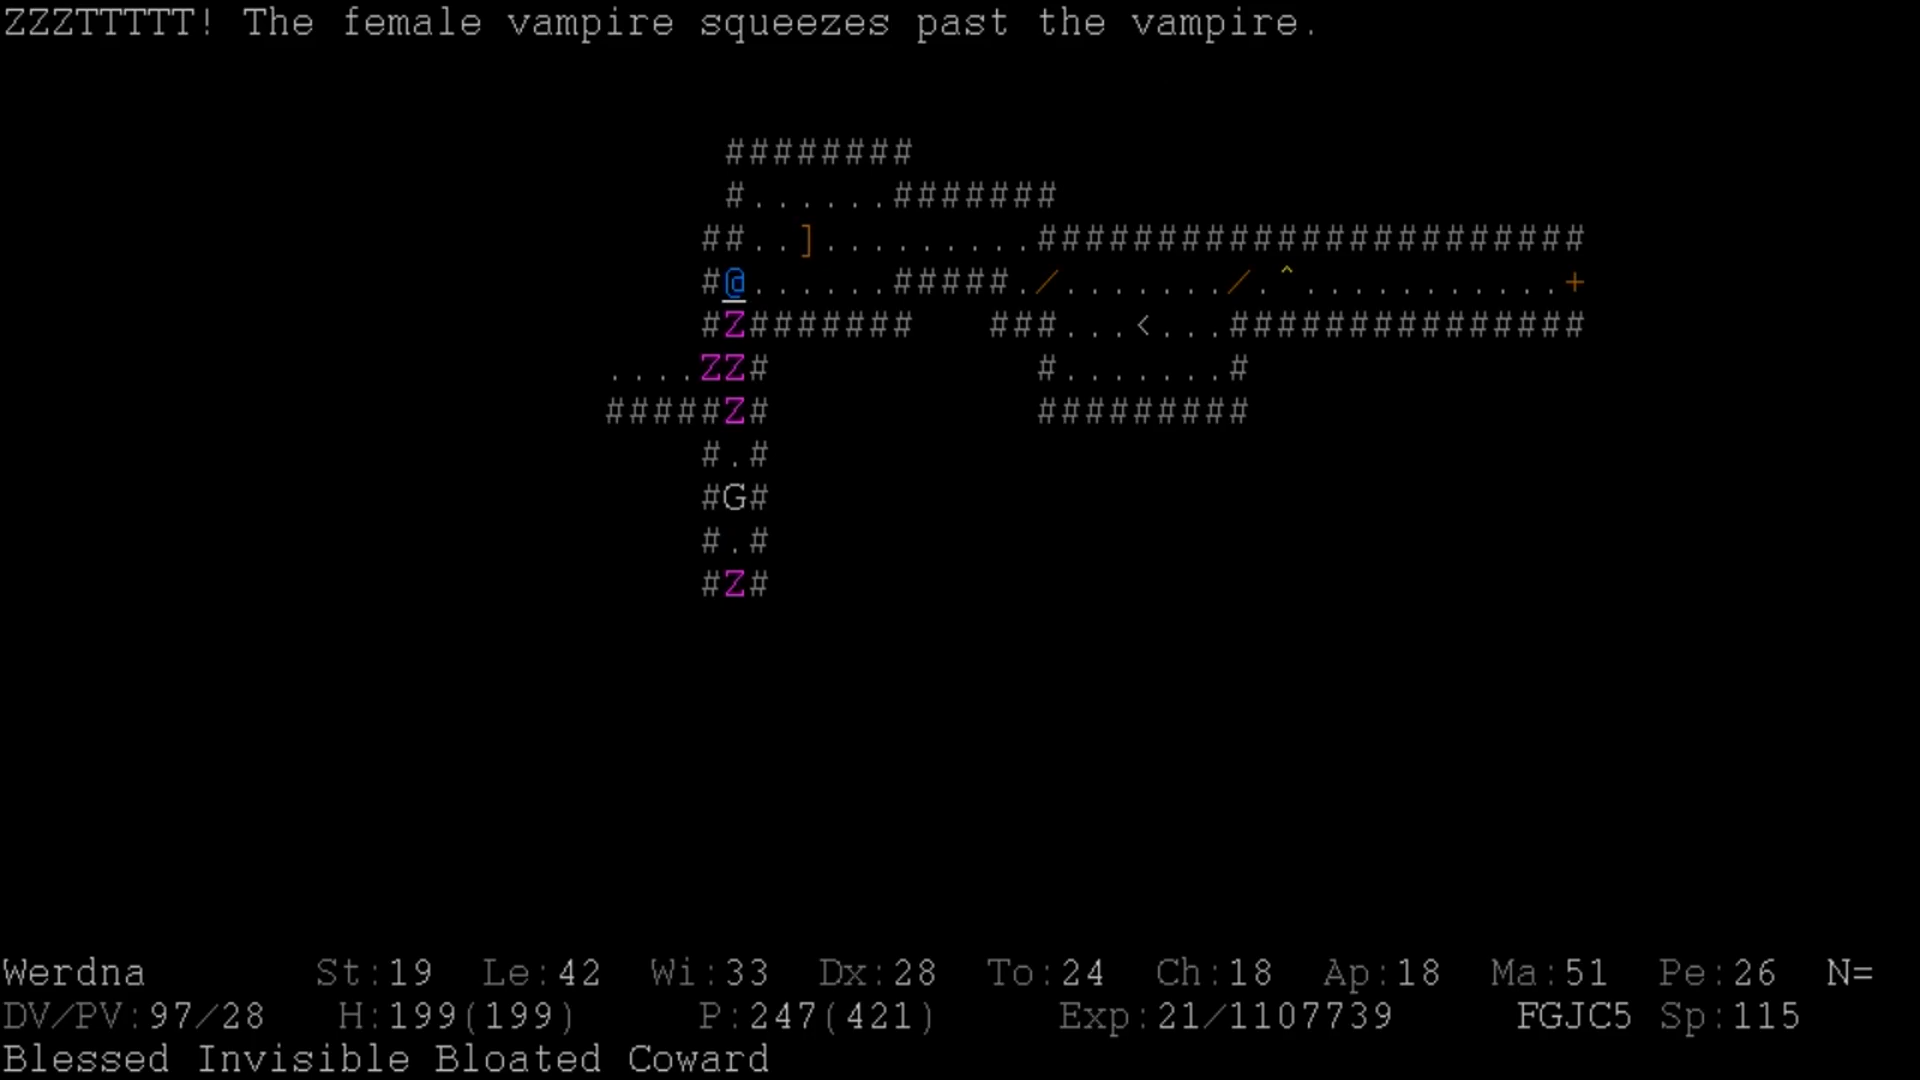 ZZZTTTTT! The female vampire squeezes past the vampire.
########
#......#######
##..].........#######################
#@......#####./......./.^...........+
#Z####### ###...<...###############
....ZZ# #.......#
#####Z# #########
#.#
#G#
#.#
#Z#
Werdna St:19 Le:42 Wi:33 Dx:28 To:24 Ch:18 Ap:18 Ma:51 Pe:26 N=
DV/PV:97/28 H:199(199) P:247(421) Exp:21/1107739 FGJC5 Sp:115
Blessed Invisible Bloated Coward